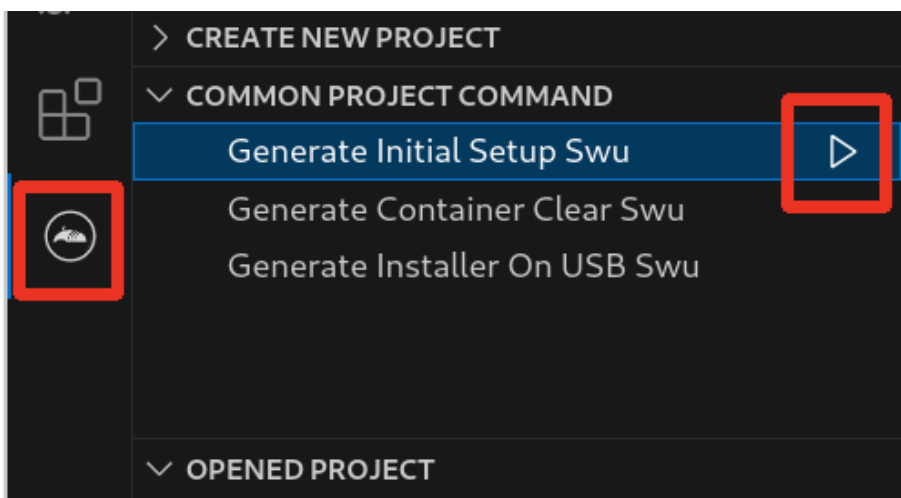 CREATE NEW PROJECT
COMMON PROJECT COMMAND
Generate Initial Setup Swu
Generate Container Clear Swu
Generate Installer On USB Swu
OPENED PROJECT